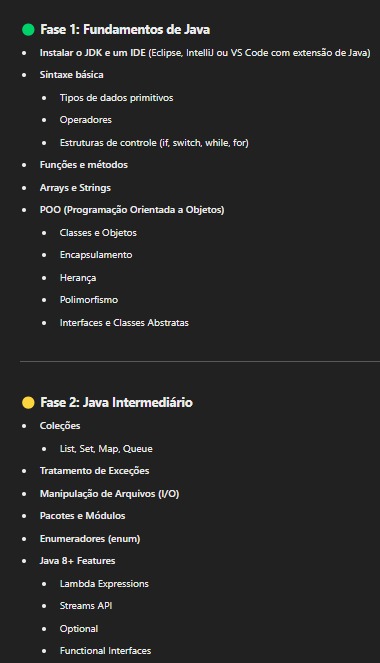 Fase 1: Fundamentos de Java
Instalar o JDK e um IDE (Eclipse, IntelliJ ou VS Code com extensão de Java)
Sintaxe básica
Tipos de dados primitivos
Operadores
Estruturas de controle (if, switch, while, for)
Funções e métodos
Arrays e Strings
POO (Programação Orientada a Objetos)
Classes e Objetos
Encapsulamento
Herança
Polimorfismo
Interfaces e Classes Abstratas
Fase 2: Java Intermediário
Coleções
List, Set, Map, Queue
Tratamento de Exceções
Manipulação de Arquivos (I/O)
Pacotes e Módulos
Enumeradores (enum)
Java 8+ Features
Lambda Expressions
Streams API
Optional
Functional Interfaces